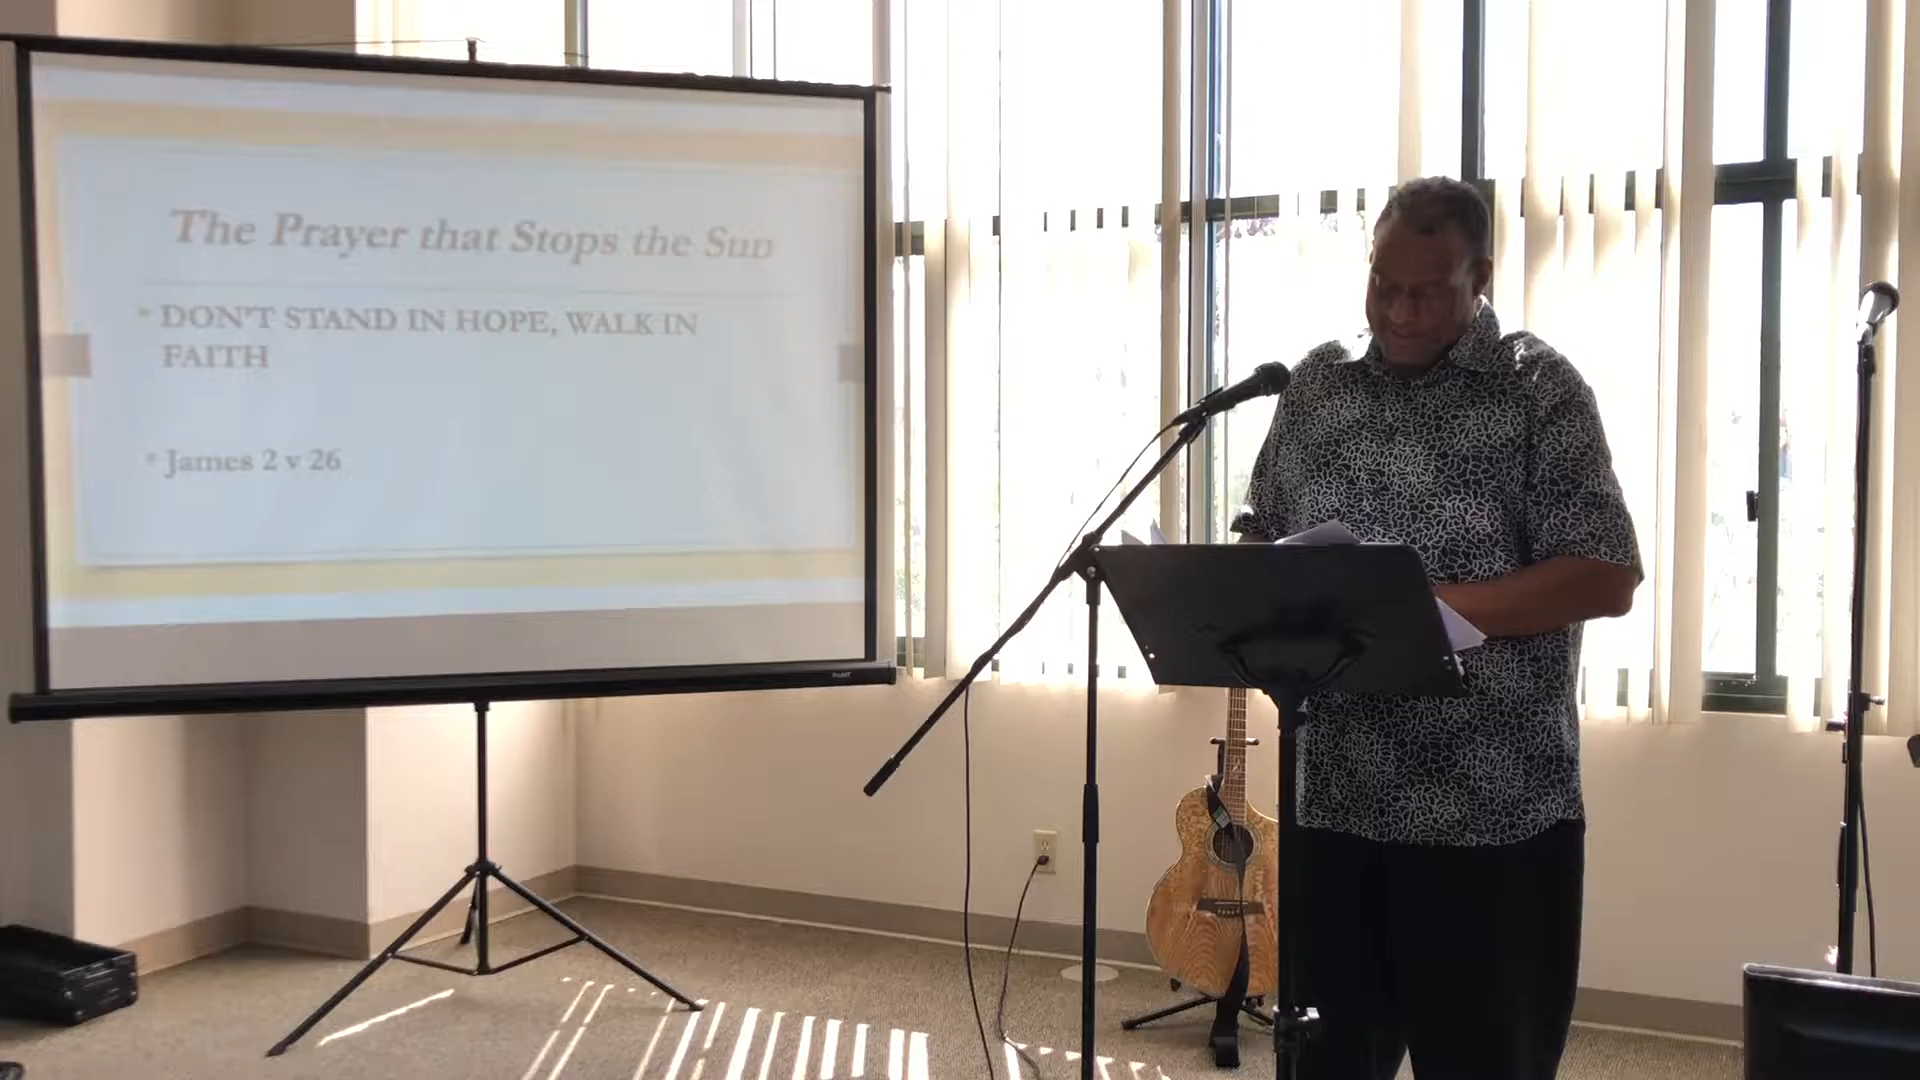 The Prayer that Stops the Sun
DON'T STAND IN HOPE, WALK IN
FAITH
James 2 v 26